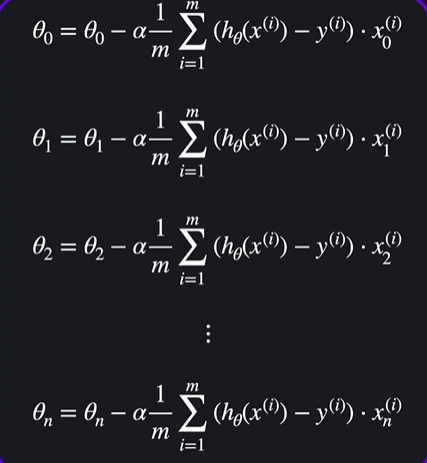 θ₀ = θ₀ − α 1/m ∑ᵢ₌₁ᵐ (h_θ(x⁽ⁱ⁾) − y⁽ⁱ⁾) · x₀⁽ⁱ⁾
θ₁ = θ₁ − α 1/m ∑ᵢ₌₁ᵐ (h_θ(x⁽ⁱ⁾) − y⁽ⁱ⁾) · x₁⁽ⁱ⁾
θ₂ = θ₂ − α 1/m ∑ᵢ₌₁ᵐ (h_θ(x⁽ⁱ⁾) − y⁽ⁱ⁾) · x₂⁽ⁱ⁾
⋮
θₙ = θₙ − α 1/m ∑ᵢ₌₁ᵐ (h_θ(x⁽ⁱ⁾) − y⁽ⁱ⁾) · xₙ⁽ⁱ⁾